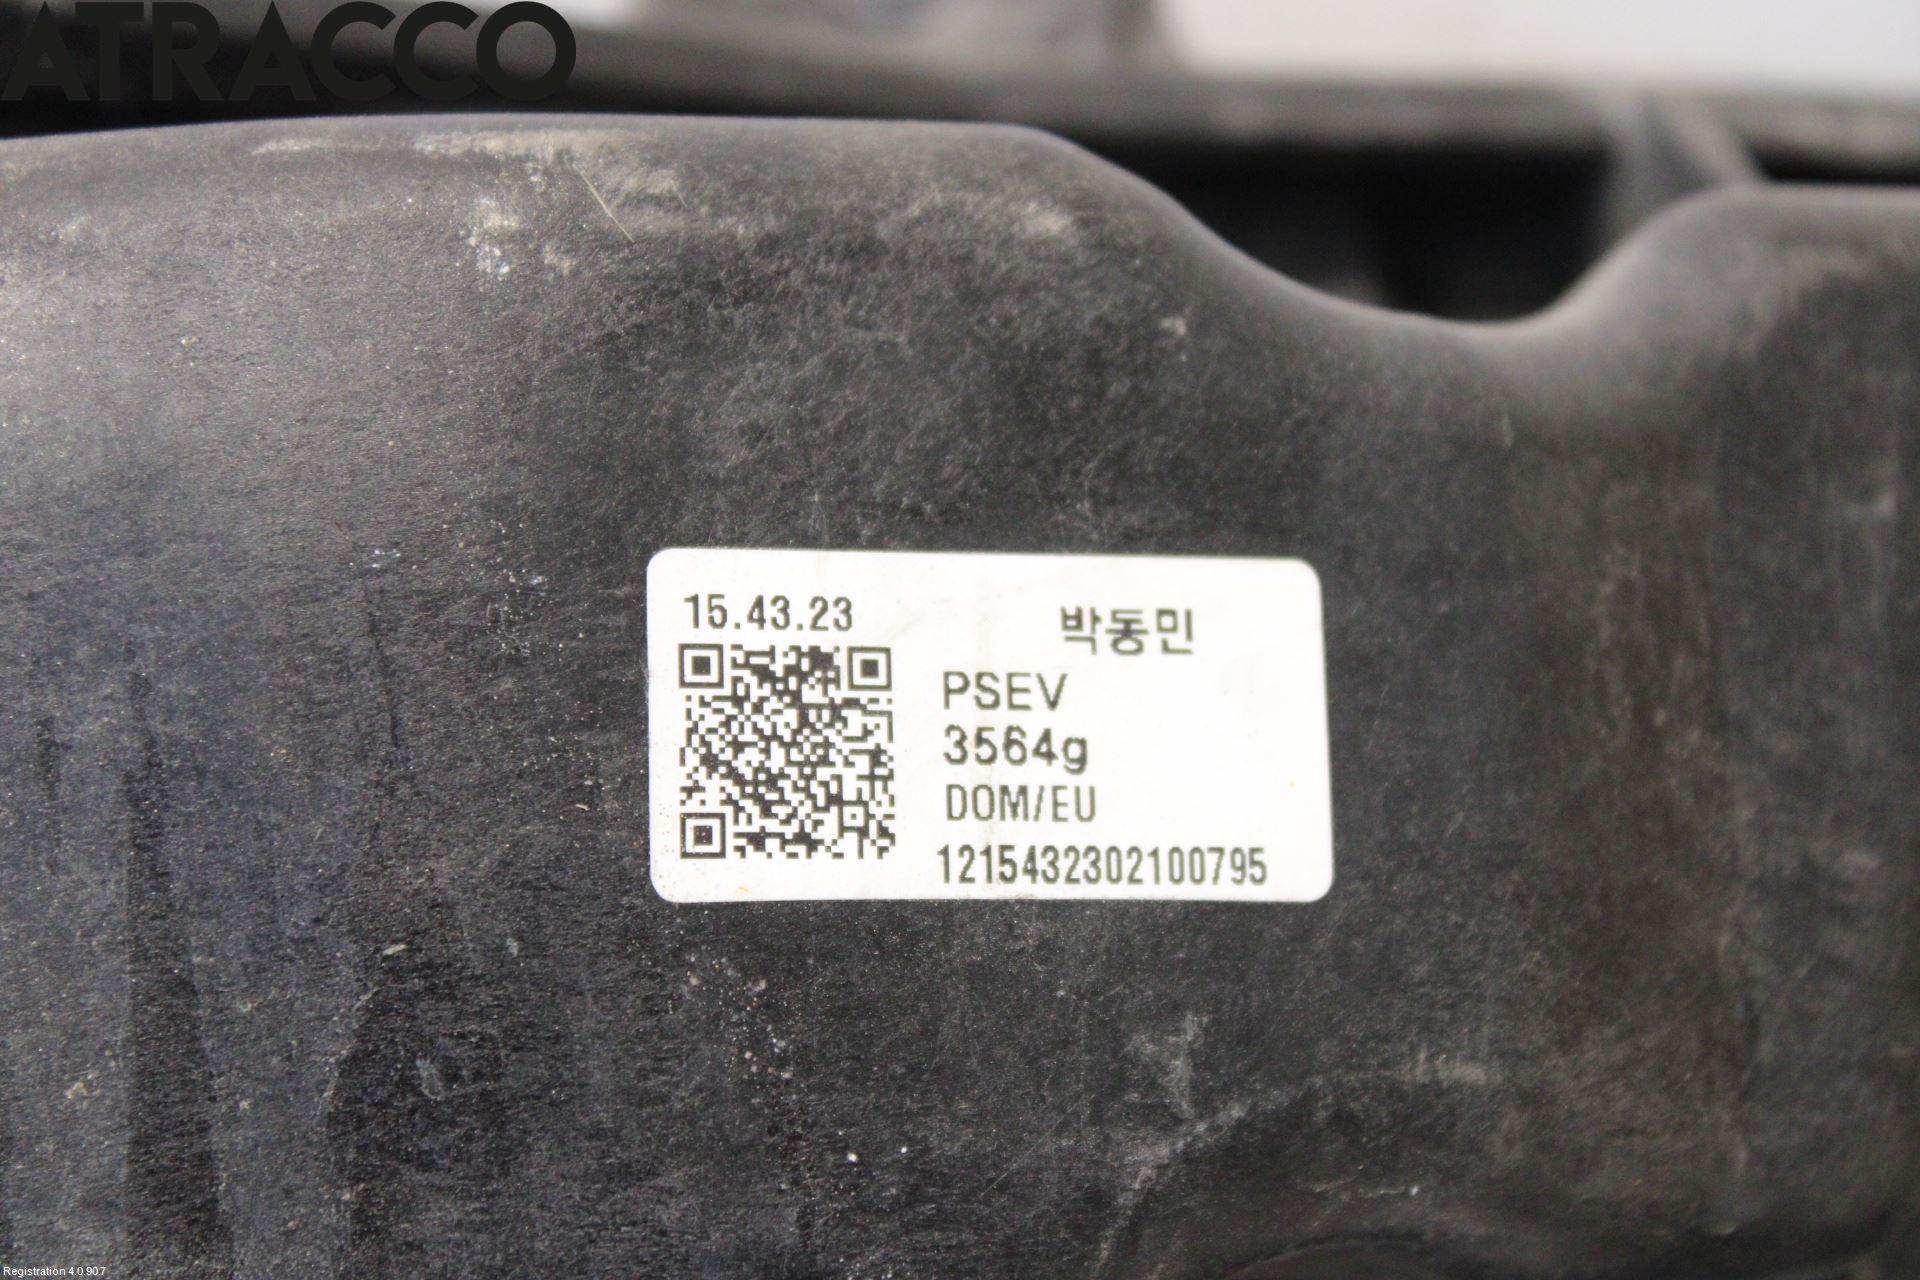 ATRACCO
15.43.23
박동민
PSEV
3564g
DOM/EU
1215432302100795
Registration 4.0.90.7